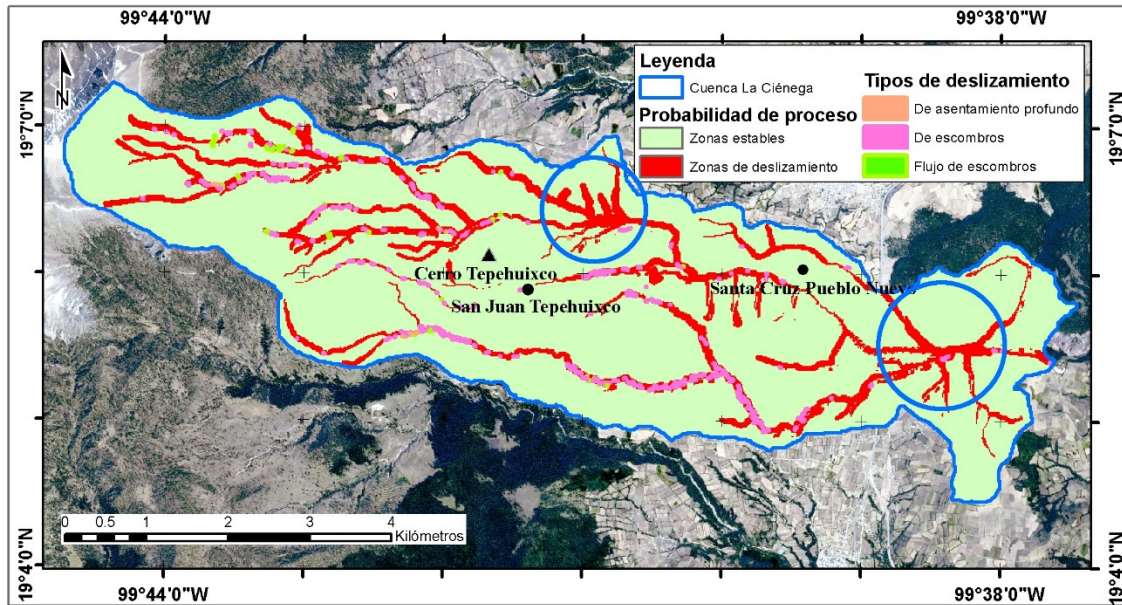 99°44'0"W
99°38'0"W
19°7'0"N
19°7'0"N
N
Leyenda
Cuenca La Ciénega
Probabilidad de proceso
Zonas estables
Zonas de deslizamiento
Tipos de deslizamiento
De asentamiento profundo
De escombros
Flujo de escombros
Cerro Tepehuixco
San Juan Tepehuixco
Santa Cruz Pueblo Nuevo
0 0.5 1 2 3 4
Kilómetros
19°4'0"N
19°4'0"N
99°44'0"W
99°38'0"W